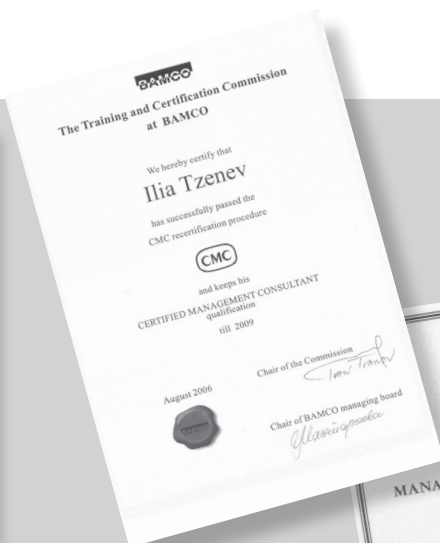 BAMCO
The Training and Certification Commission
at BAMCO
We hereby certify that
Ilia Tzenev
has successfully passed the
CMC recertification procedure
CMC
and keeps his
CERTIFIED MANAGEMENT CONSULTANT
qualification
till 2009
Chair of the Commission
August 2006
Chair of BAMCO managing board
MANA